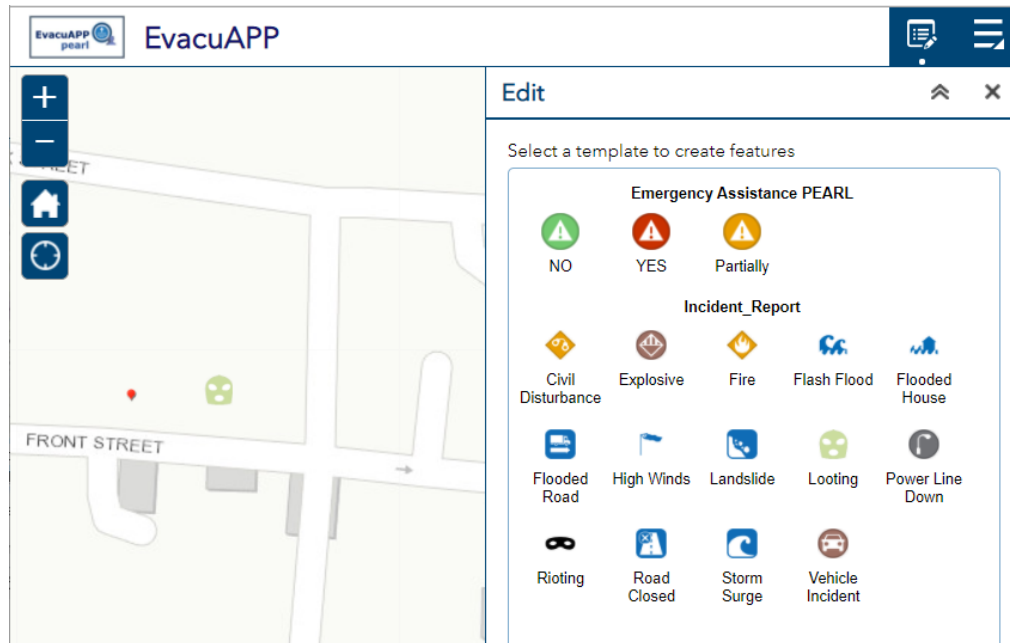 EvacuAPP
pearl
EvacuAPP
Edit
Select a template to create features
STREET
FRONT STREET
Emergency Assistance PEARL
NO YES Partially
Incident_Report
Civil Disturbance
Explosive
Fire
Flash Flood
Flooded House
Flooded Road
High Winds
Landslide
Looting
Power Line Down
Rioting
Road Closed
Storm Surge
Vehicle Incident